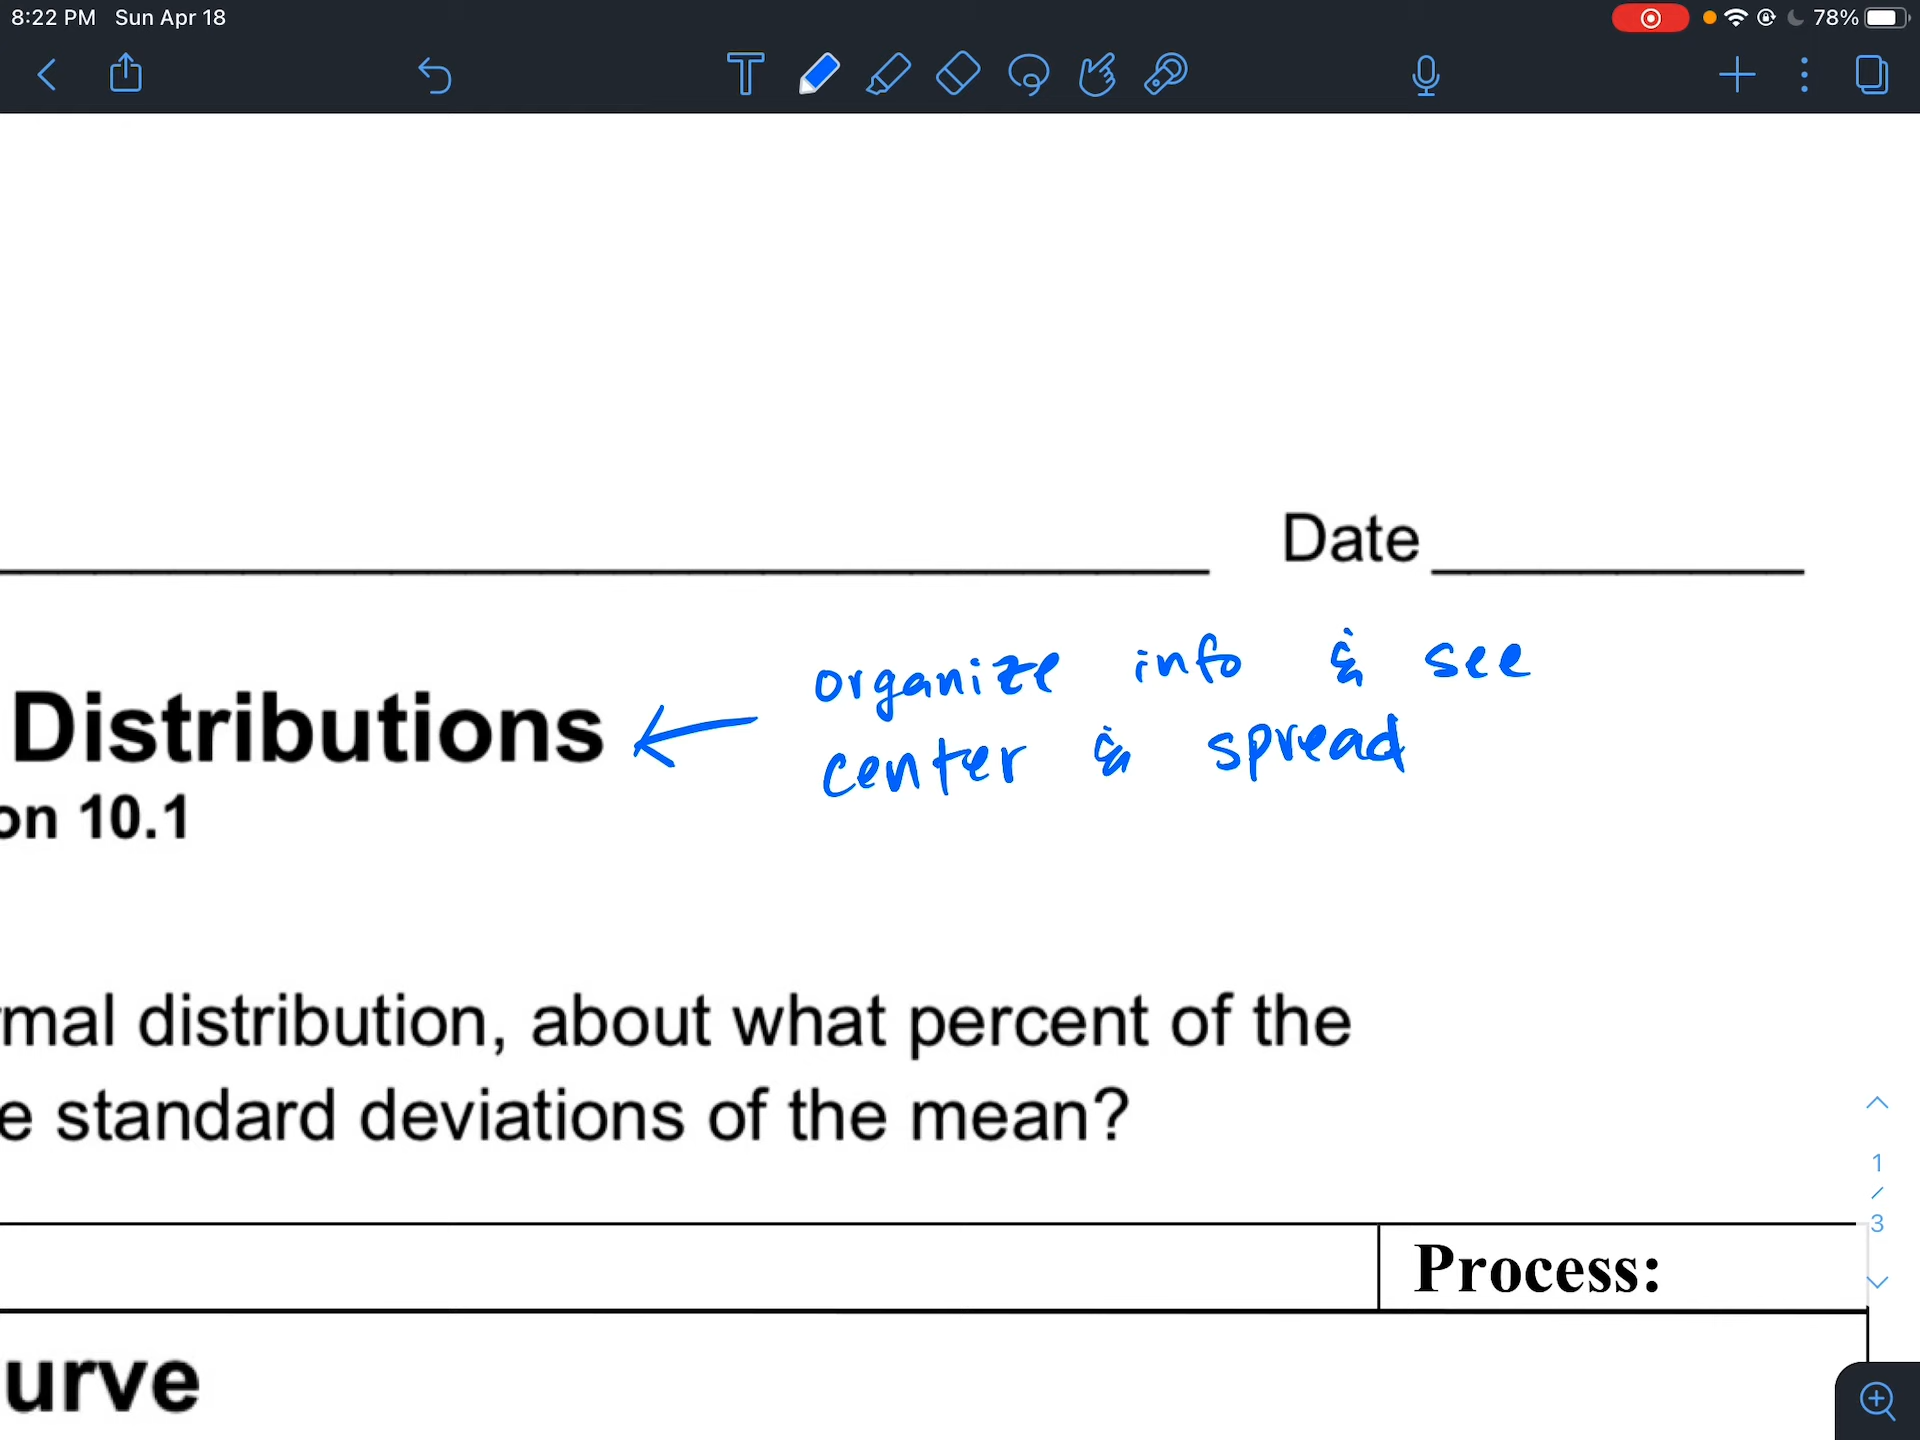 8:22 PM Sun Apr 18 78%
Date
organize info & see
Distributions
center & spread
on 10.1
rmal distribution, about what percent of the
e standard deviations of the mean?
1
/
3
Process:
urve